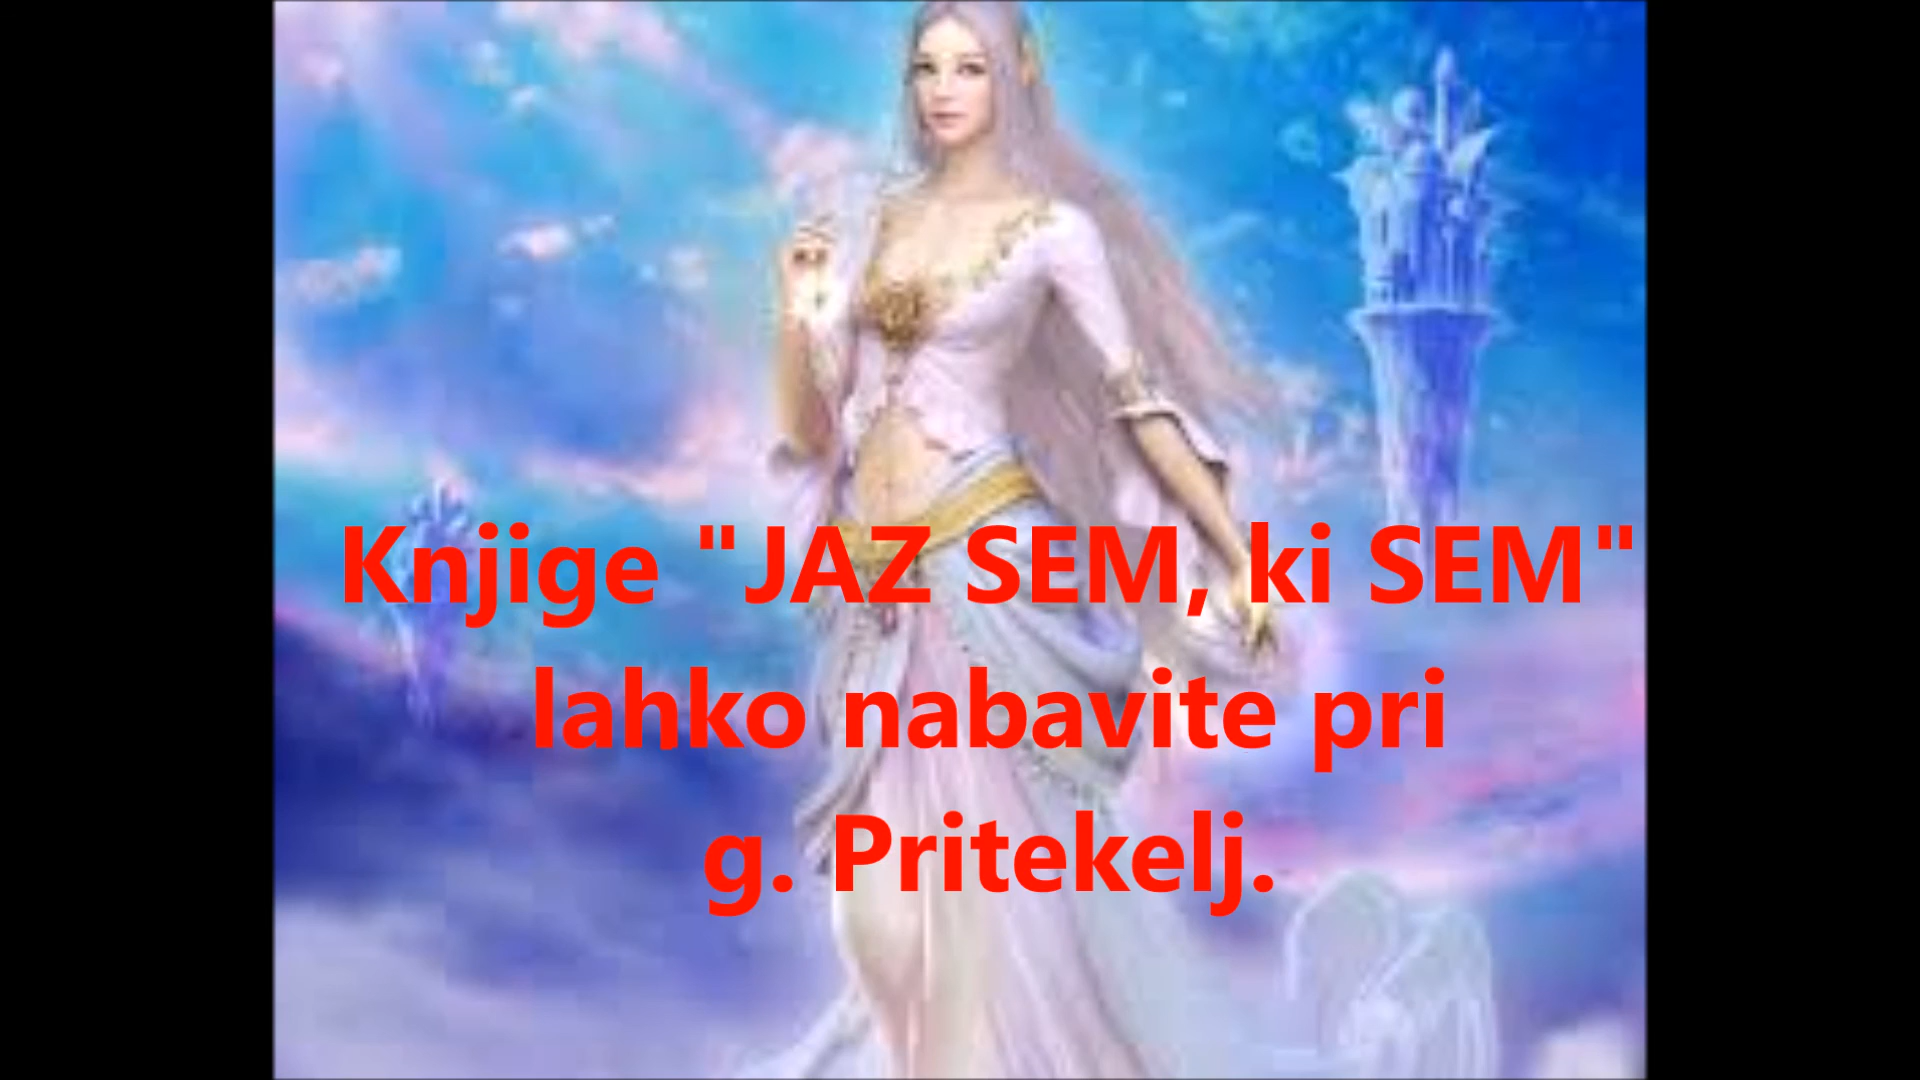 Knjige "JAZ SEM, ki SEM"
lahko nabavite pri
g. Pritekelj.